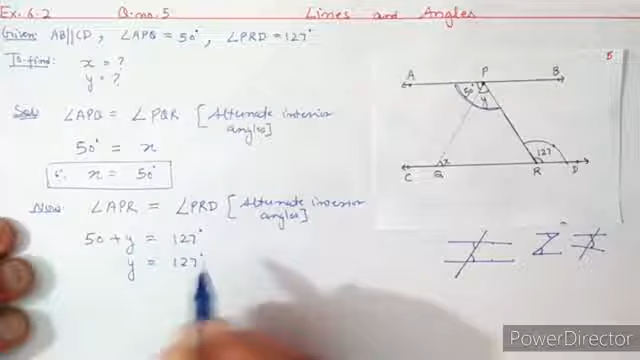 Ex. 6.2 Q.no.5 Lines and Angles
Given: AB||CD, ∠APQ = 50°, ∠PRD = 127°
To find: x = ?
y = ?
Sol: ∠APQ = ∠PQR [Alternate interior angles]
50° = x
∴ x = 50°
Now, ∠APR = ∠PRD [Alternate interior angles]
50 + y = 127°
y = 127°
A P B
50° y
127°
x
C Q R D
PowerDirector